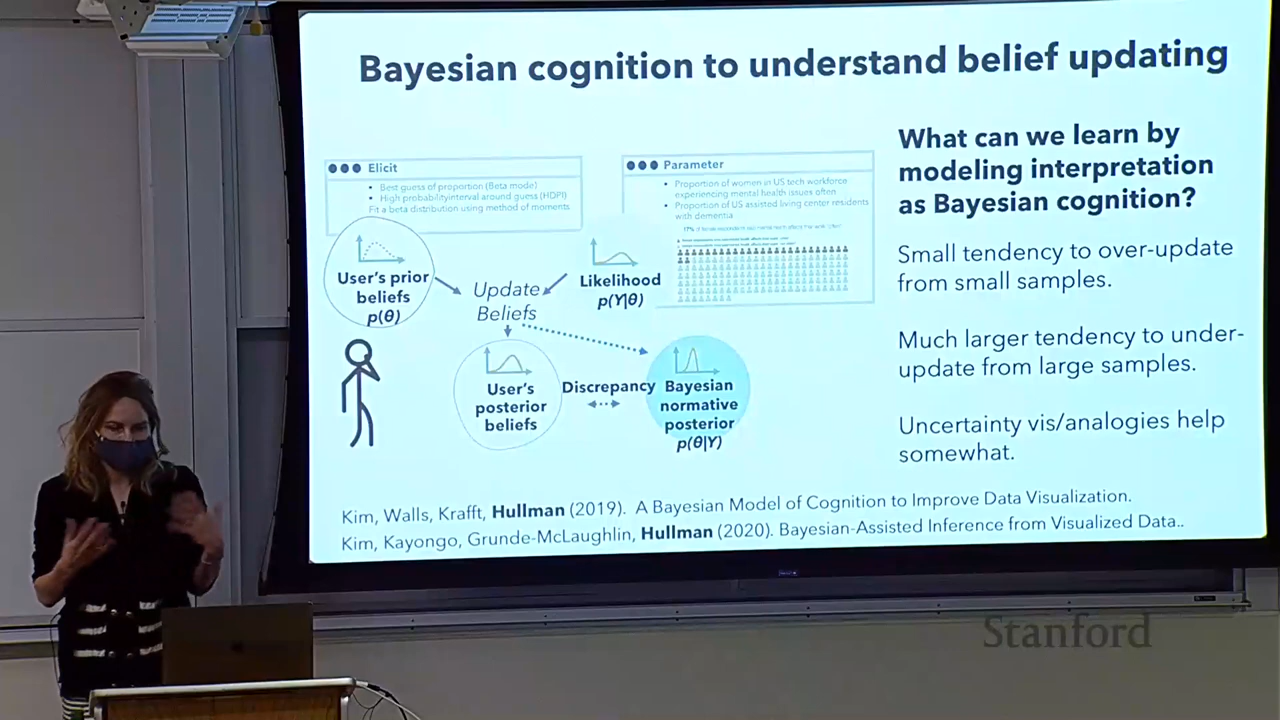 Bayesian cognition to understand belief updating
Elicit
Best guess of proportion (Beta mode)
High probabilityinterval around guess (HDPI)
Fit a beta distribution using method of moments
Parameter
Proportion of women in US tech workforce
experiencing mental health issues often
Proportion of US assisted living center residents
with dementia
User's prior
beliefs
p(θ)
Update
Beliefs
Likelihood
p(Y|θ)
User's
posterior
beliefs
Discrepancy
Bayesian
normative
posterior
p(θ|Y)
What can we learn by
modeling interpretation
as Bayesian cognition?
Small tendency to over-update
from small samples.
Much larger tendency to under-
update from large samples.
Uncertainty vis/analogies help
somewhat.
Kim, Walls, Krafft, Hullman (2019). A Bayesian Model of Cognition to Improve Data Visualization.
Kim, Kayongo, Grunde-McLaughlin, Hullman (2020). Bayesian-Assisted Inference from Visualized Data..
Stanford